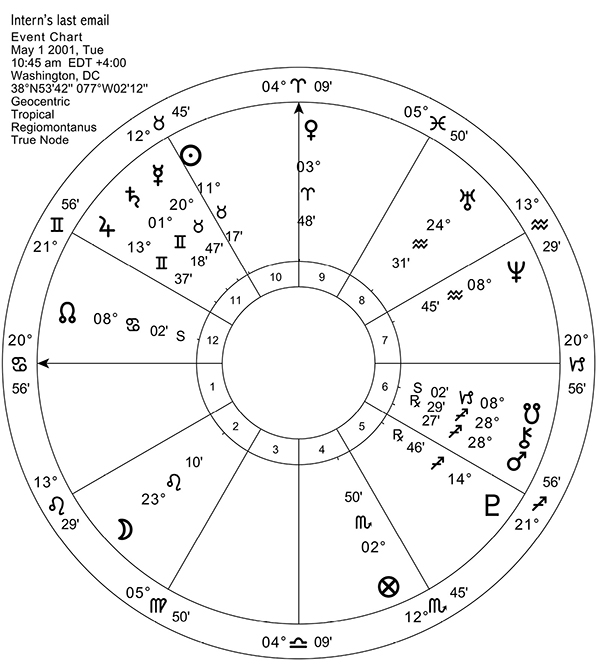 Intern's last email
Event Chart
May 1 2001, Tue
10:45 am EDT +4:00
Washington, DC
38°N53'42" 077°W02'12"
Geocentric
Tropical
Regiomontanus
True Node
04° ♈ 09'
05° ♓ 50'
13° ♒ 29'
20° ♑ 56'
21° ♐ 56'
12° ♏ 45'
04° ♎ 09'
05° ♍ 50'
13° ♌ 29'
20° ♋ 56'
21° ♊ 56'
12° ♉ 45'
♀ 03° ♈ 48'
☉ 11° ♉ 17'
☿ 20° ♉ 47'
♄ 01° ♊ 18'
♃ 13° ♊ 37'
☊ 08° ♋ 02' S
☽ 23° ♌ 10'
⊗ 02° ♏ 50'
♇ 14° ♐ 46' ℞
♂ 28° ♐ 27'
⚷ 28° ♐ 29' ℞
☋ 08° ♑ 02' S
♆ 08° ♒ 45'
♅ 24° ♒ 31'
1
2
3
4
5
6
7
8
9
10
11
12